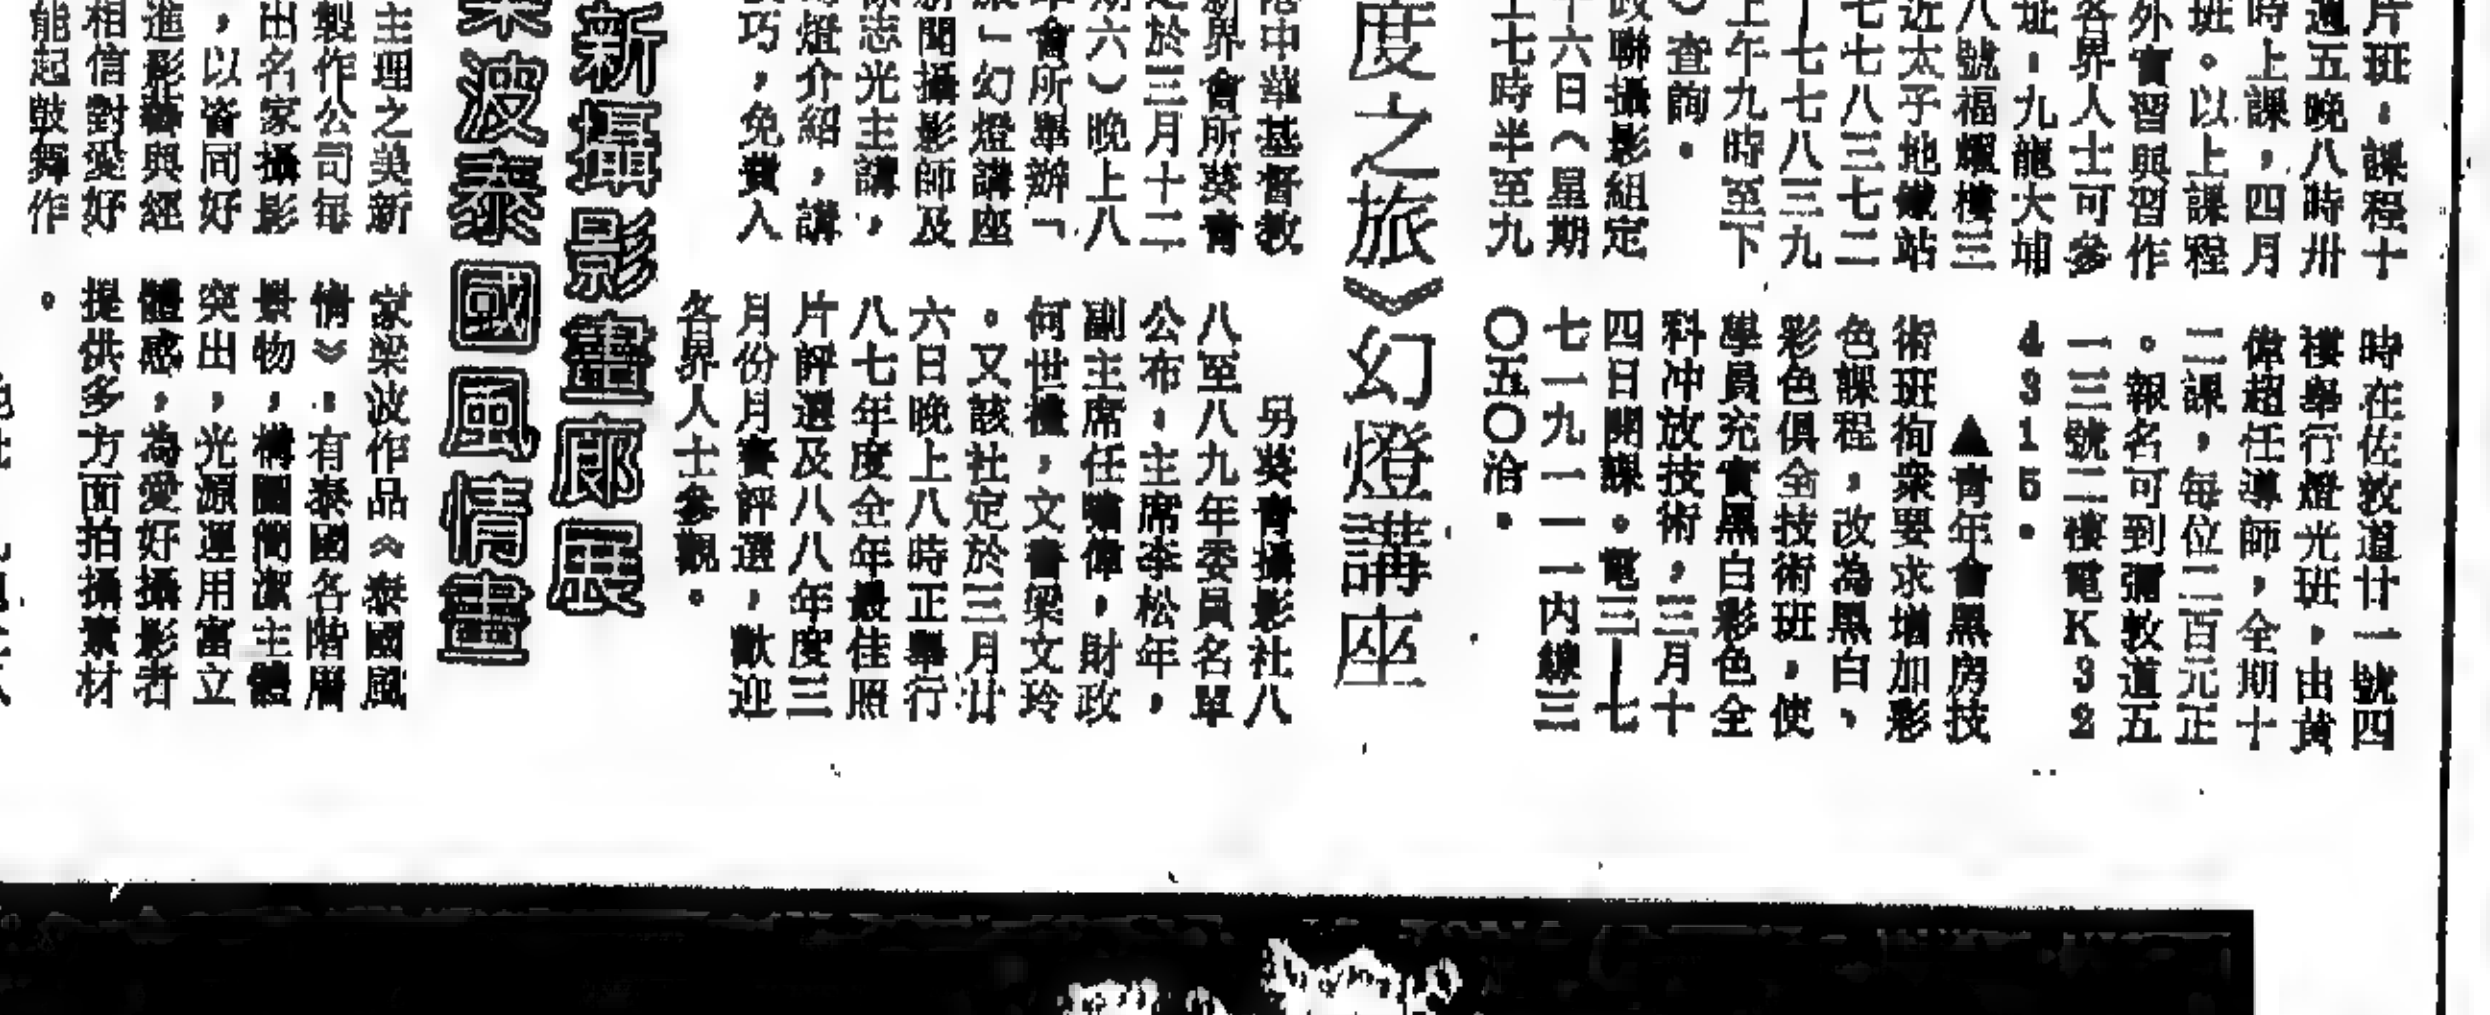 片班，課程十
週五晚八時卅
時上課，四月
班。以上課程
外實習與習作
各界人士可參
址：九龍大埔
八號福耀樓三
近太子地鐵站
七七八三七二
一七七八三九
上午九時至下
）查詢。
政聯攝影組定
十六日（星期
上七時半至九
時在佐敦道廿一號四
樓舉行燈光班，由黃
偉超任導師，全期十
二課，每位二百元正
。報名可到彌敦道五
一三號二樓電K32
4315。
▲青年會黑房技
術班徇衆要求增加彩
色課程，改為黑白、
彩色俱全技術班，使
學員充實黑白彩色全
科冲放技術，三月十
四日開課。電三—七
七一九一一一內線三
〇五〇洽。
度之旅》幻燈講座
港中華基督教
新界會所葵青
定於三月十二
期六）晚上八
年會所舉辦「
旅」幻燈講座
新聞攝影師及
徐志光主講，
幻燈介紹，講
技巧，免費入
另葵青攝影社八
八至八九年委員名單
公布：主席李松年，
副主席任曠偉，財政
何世權，文書梁文玲
。又該社定於三月廿
六日晚上八時正舉行
八七年度全年最佳照
片評選及八八年度三
月份月賽評選，歡迎
各界人士參觀。
新攝影畫廊展
梁波泰國風情畫
主理之美新
製作公司每
出名家攝影
，以資同好
進影藝與經
相信對愛好
能起鼓舞作
家梁波作品《泰國風
情》：有泰國各階層
景物，構圖簡潔主體
突出，光源運用富立
體感，為愛好攝影者
提供多方面拍攝素材
。